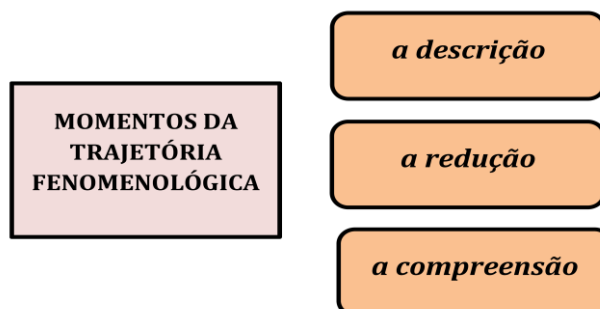 MOMENTOS DA
TRAJETÓRIA
FENOMENOLÓGICA
a descrição
a redução
a compreensão